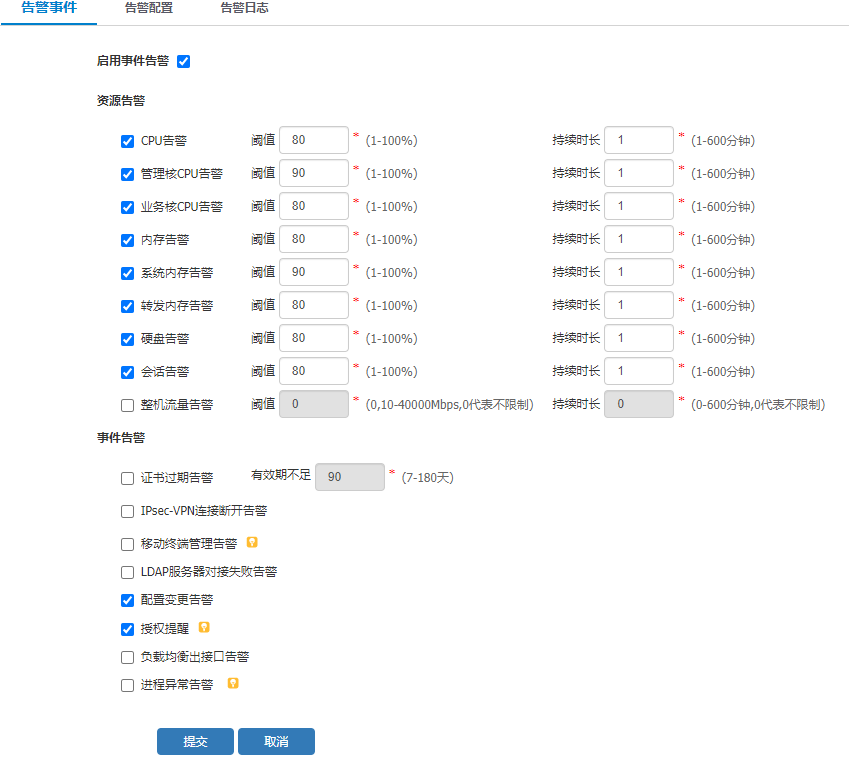 告警事件 告警配置 告警日志
启用事件告警
资源告警
CPU告警 阈值 80 * (1-100%) 持续时长 1 * (1-600分钟)
管理核CPU告警 阈值 90 * (1-100%) 持续时长 1 * (1-600分钟)
业务核CPU告警 阈值 80 * (1-100%) 持续时长 1 * (1-600分钟)
内存告警 阈值 80 * (1-100%) 持续时长 1 * (1-600分钟)
系统内存告警 阈值 90 * (1-100%) 持续时长 1 * (1-600分钟)
转发内存告警 阈值 80 * (1-100%) 持续时长 1 * (1-600分钟)
硬盘告警 阈值 80 * (1-100%) 持续时长 1 * (1-600分钟)
会话告警 阈值 80 * (1-100%) 持续时长 1 * (1-600分钟)
整机流量告警 阈值 0 * (0,10-40000Mbps,0代表不限制) 持续时长 0 * (0-600分钟,0代表不限制)
事件告警
证书过期告警 有效期不足 90 * (7-180天)
IPsec-VPN连接断开告警
移动终端管理告警 ?
LDAP服务器对接失败告警
配置变更告警
授权提醒 ?
负载均衡出接口告警
进程异常告警 ?
提交 取消